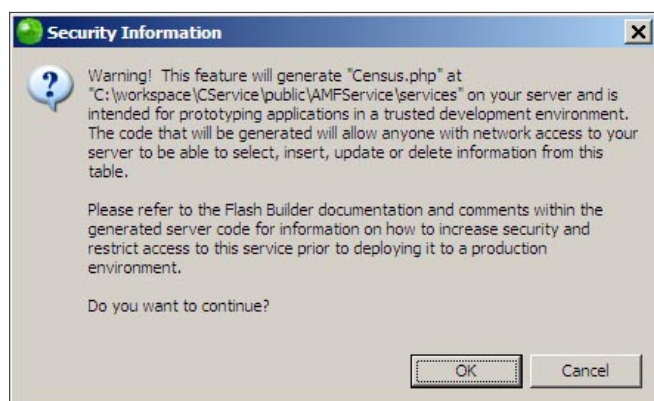 Security Information
Warning!  This feature will generate "Census.php" at
"C:\workspace\CService\public\AMFService\services" on your server and is
intended for prototyping applications in a trusted development environment.
The code that will be generated will allow anyone with network access to your
server to be able to select, insert, update or delete information from this
table.
Please refer to the Flash Builder documentation and comments within the
generated server code for information on how to increase security and
restrict access to this service prior to deploying it to a production
environment.
Do you want to continue?
OK
Cancel